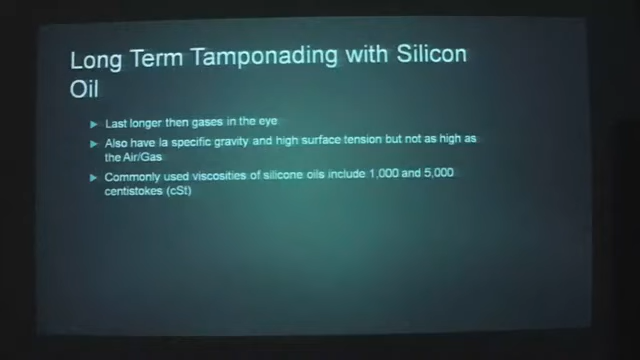 Long Term Tamponading with Silicon
Oil
Last longer then gases in the eye
Also have la specific gravity and high surface tension but not as high as
the Air/Gas
Commonly used viscosities of silicone oils include 1,000 and 5,000
centistokes (cSt)